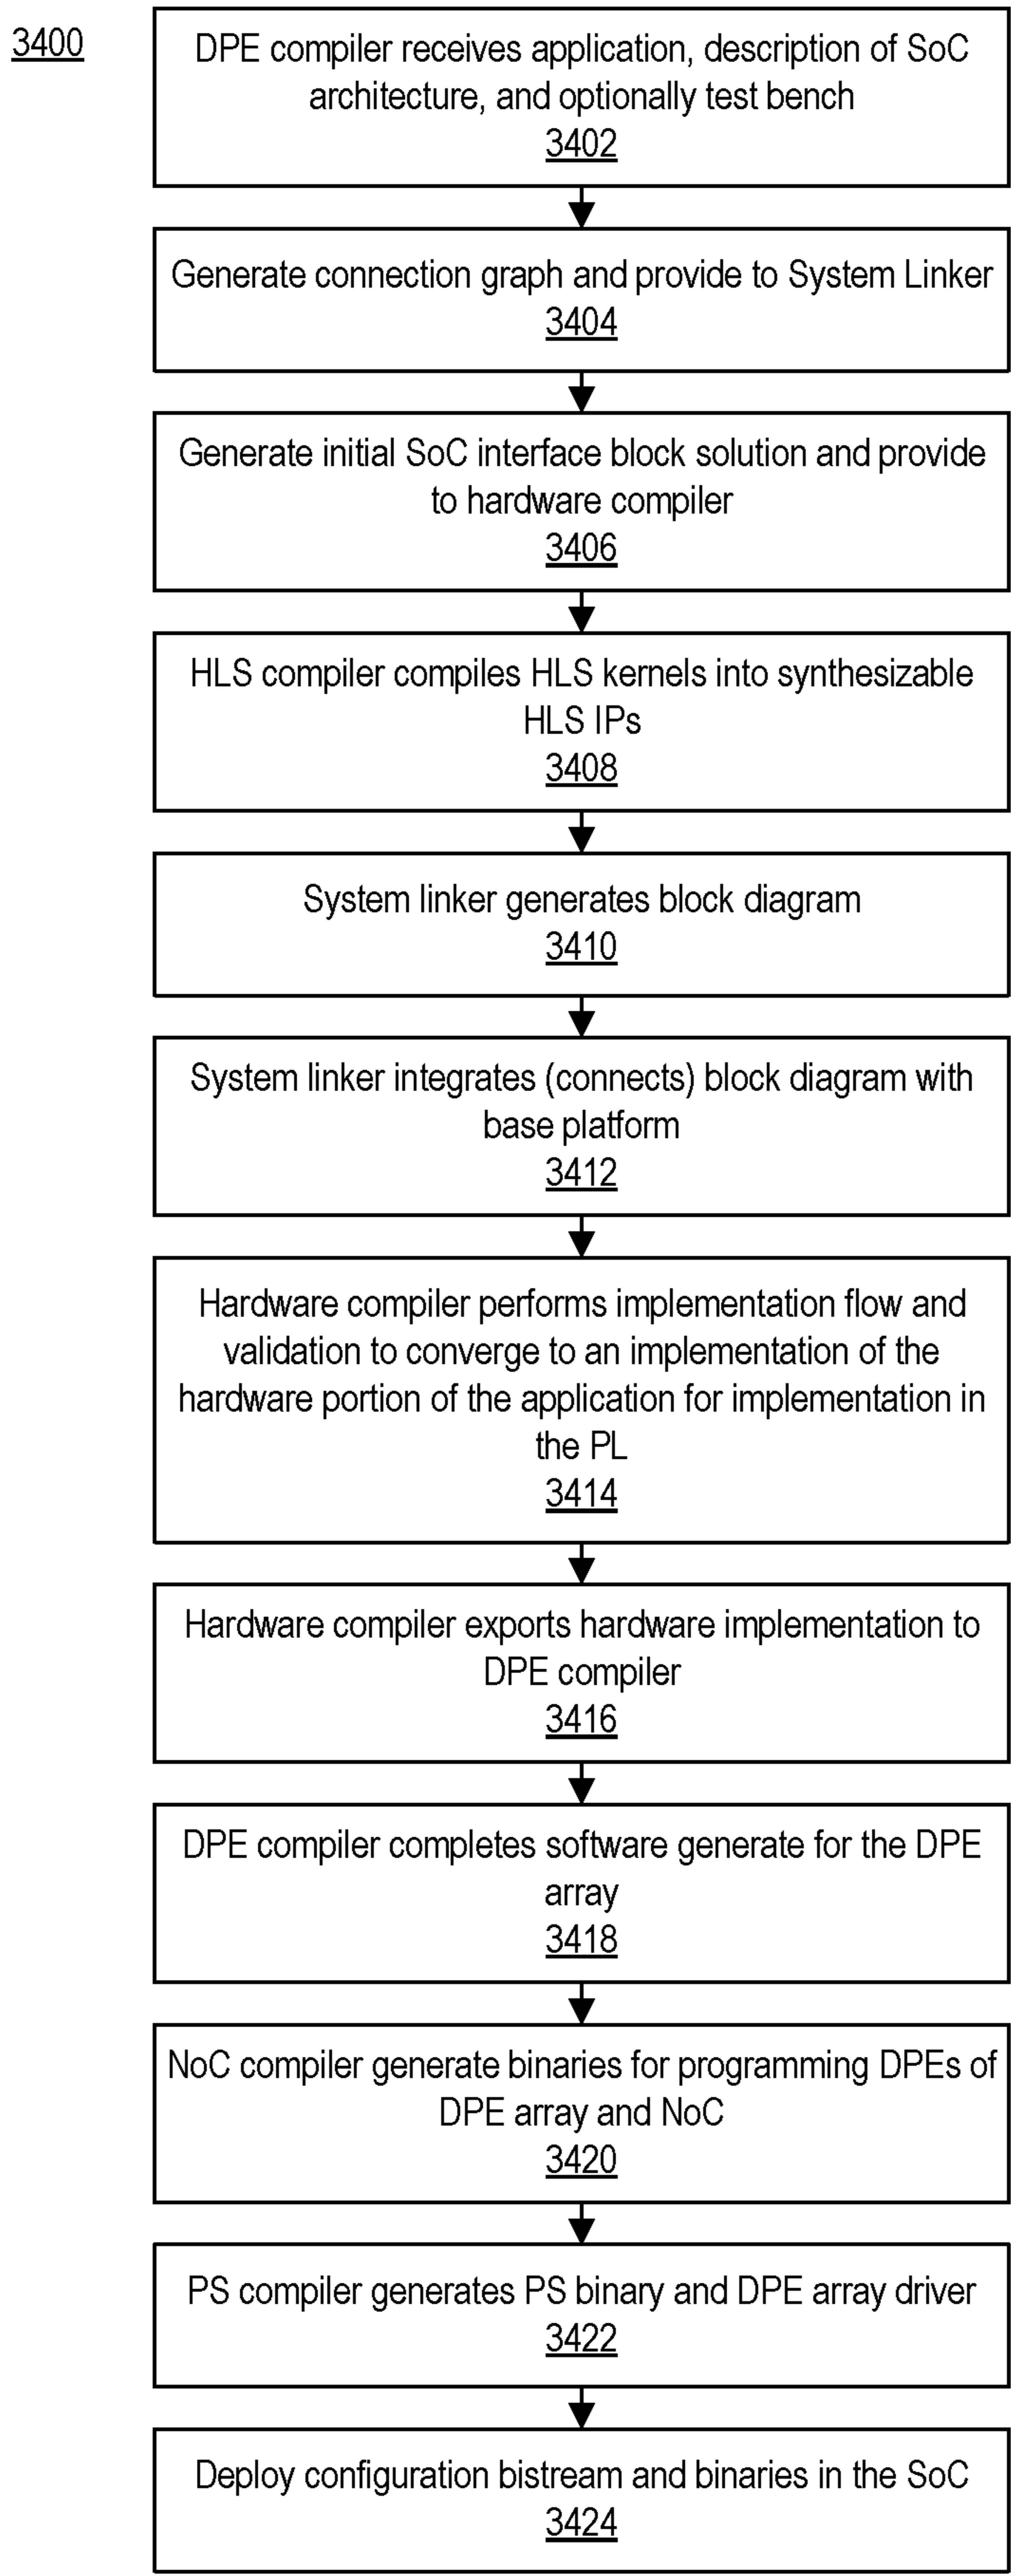 3400
DPE compiler receives application, description of SoC
architecture, and optionally test bench
3402
Generate connection graph and provide to System Linker
3404
Generate initial SoC interface block solution and provide
to hardware compiler
3406
HLS compiler compiles HLS kernels into synthesizable
HLS IPs
3408
System linker generates block diagram
3410
System linker integrates (connects) block diagram with
base platform
3412
Hardware compiler performs implementation flow and
validation to converge to an implementation of the
hardware portion of the application for implementation in
the PL
3414
Hardware compiler exports hardware implementation to
DPE compiler
3416
DPE compiler completes software generate for the DPE
array
3418
NoC compiler generate binaries for programming DPEs of
DPE array and NoC
3420
PS compiler generates PS binary and DPE array driver
3422
Deploy configuration bistream and binaries in the SoC
3424